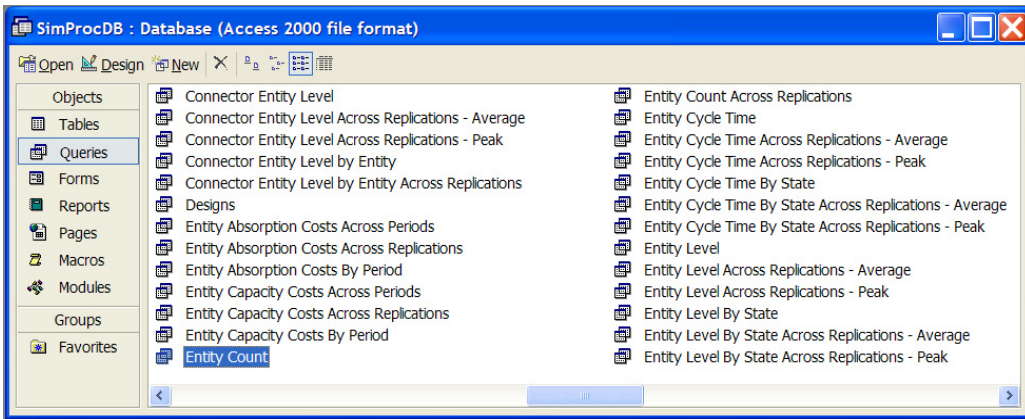 SimProcDB : Database (Access 2000 file format)
Open Design New
Objects
Tables
Queries
Forms
Reports
Pages
Macros
Modules
Groups
Favorites
Connector Entity Level
Connector Entity Level Across Replications - Average
Connector Entity Level Across Replications - Peak
Connector Entity Level by Entity
Connector Entity Level by Entity Across Replications
Designs
Entity Absorption Costs Across Periods
Entity Absorption Costs Across Replications
Entity Absorption Costs By Period
Entity Capacity Costs Across Periods
Entity Capacity Costs Across Replications
Entity Capacity Costs By Period
Entity Count
Entity Count Across Replications
Entity Cycle Time
Entity Cycle Time Across Replications - Average
Entity Cycle Time Across Replications - Peak
Entity Cycle Time By State
Entity Cycle Time By State Across Replications - Average
Entity Cycle Time By State Across Replications - Peak
Entity Level
Entity Level Across Replications - Average
Entity Level Across Replications - Peak
Entity Level By State
Entity Level By State Across Replications - Average
Entity Level By State Across Replications - Peak